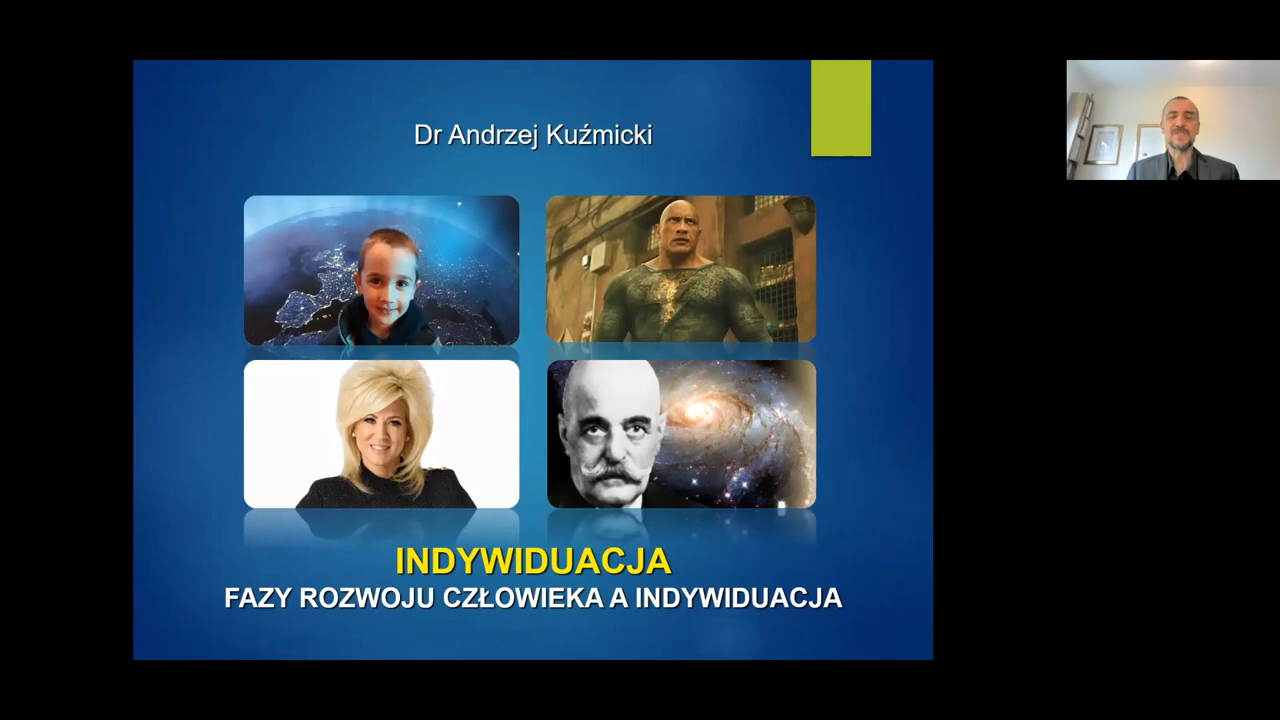 Dr Andrzej Kuźmicki
INDYWIDUACJA
FAZY ROZWOJU CZŁOWIEKA A INDYWIDUACJA